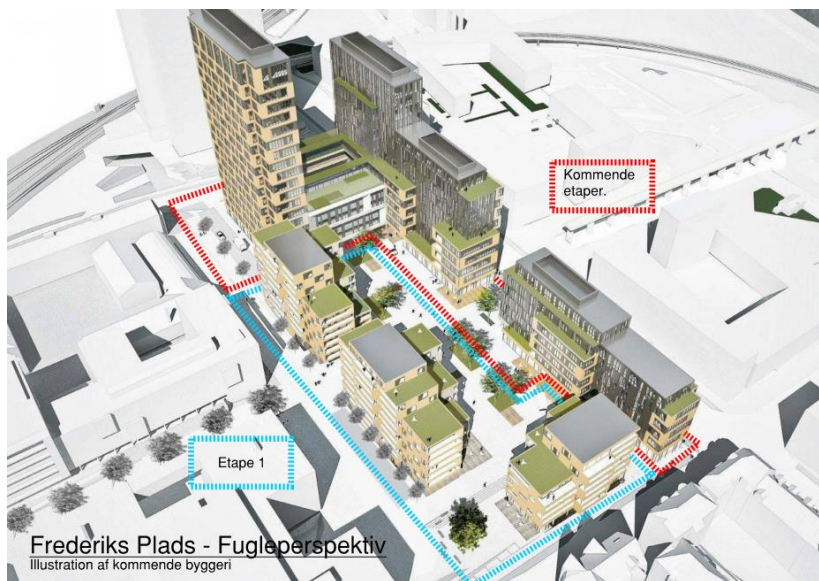 Kommende
etaper.
Etape 1
Frederiks Plads - Fugleperspektiv
Illustration af kommende byggeri